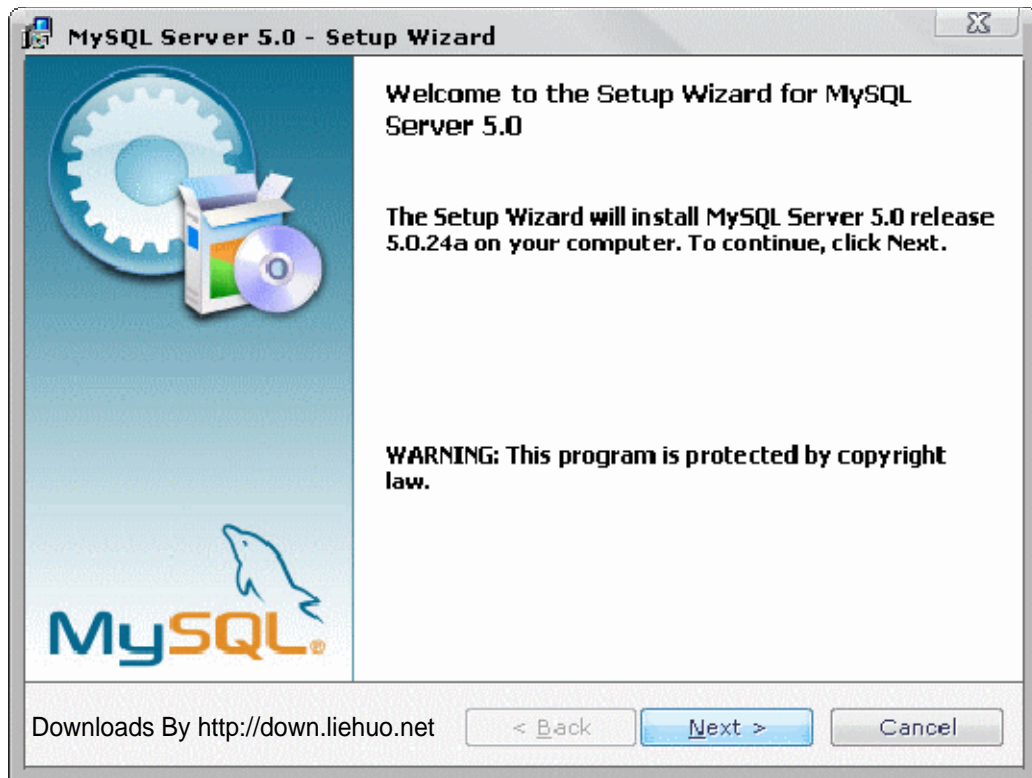 MySQL Server 5.0 - Setup Wizard
Welcome to the Setup Wizard for MySQL
Server 5.0
The Setup Wizard will install MySQL Server 5.0 release
5.0.24a on your computer. To continue, click Next.
WARNING: This program is protected by copyright
law.
MySQL®
Downloads By http://down.liehuo.net
< Back
Next >
Cancel